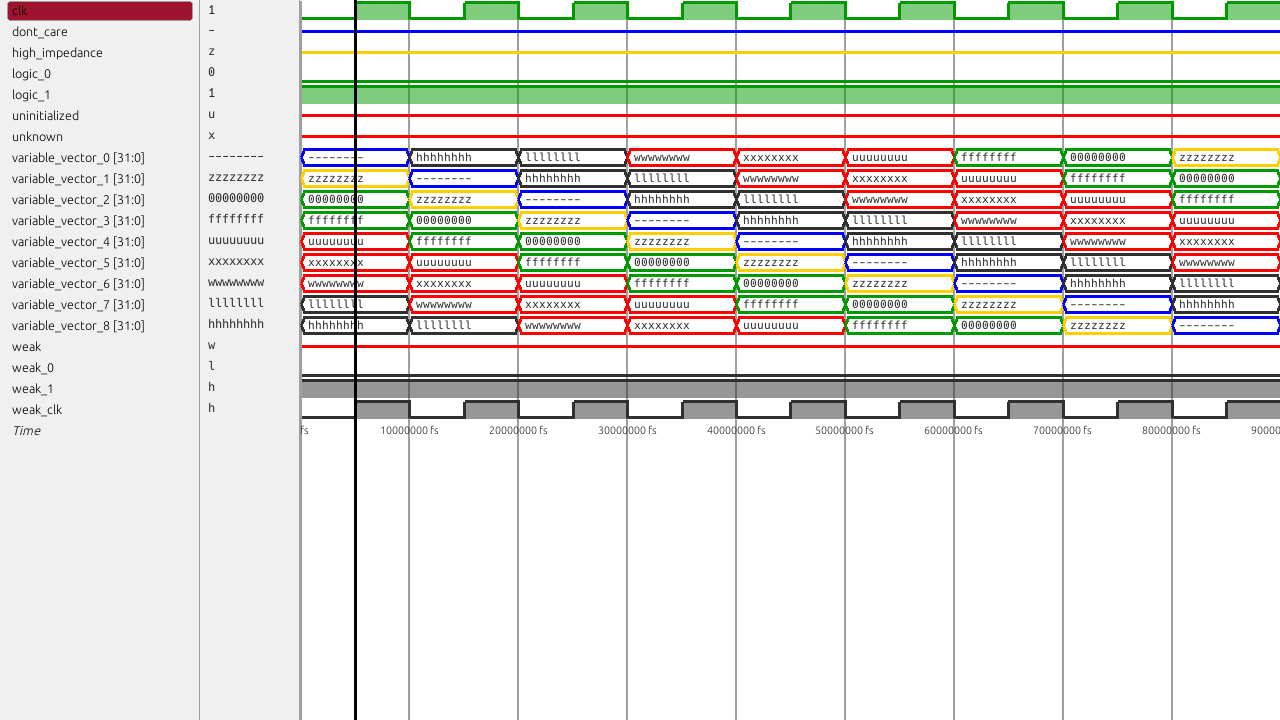 clk 1
dont_care -
high_impedance z
logic_0 0
logic_1 1
uninitialized u
unknown x
variable_vector_0 [31:0] -------- -------- hhhhhhhh llllllll wwwwwwww xxxxxxxx uuuuuuuu ffffffff 00000000 zzzzzzzz
variable_vector_1 [31:0] zzzzzzzz zzzzzzzz -------- hhhhhhhh llllllll wwwwwwww xxxxxxxx uuuuuuuu ffffffff 00000000
variable_vector_2 [31:0] 00000000 00000000 zzzzzzzz -------- hhhhhhhh llllllll wwwwwwww xxxxxxxx uuuuuuuu ffffffff
variable_vector_3 [31:0] ffffffff ffffffff 00000000 zzzzzzzz -------- hhhhhhhh llllllll wwwwwwww xxxxxxxx uuuuuuuu
variable_vector_4 [31:0] uuuuuuuu uuuuuuuu ffffffff 00000000 zzzzzzzz -------- hhhhhhhh llllllll wwwwwwww xxxxxxxx
variable_vector_5 [31:0] xxxxxxxx xxxxxxxx uuuuuuuu ffffffff 00000000 zzzzzzzz -------- hhhhhhhh llllllll wwwwwwww
variable_vector_6 [31:0] wwwwwwww wwwwwwww xxxxxxxx uuuuuuuu ffffffff 00000000 zzzzzzzz -------- hhhhhhhh llllllll
variable_vector_7 [31:0] llllllll llllllll wwwwwwww xxxxxxxx uuuuuuuu ffffffff 00000000 zzzzzzzz -------- hhhhhhhh
variable_vector_8 [31:0] hhhhhhhh hhhhhhhh llllllll wwwwwwww xxxxxxxx uuuuuuuu ffffffff 00000000 zzzzzzzz --------
weak w
weak_0 l
weak_1 h
weak_clk h
Time fs 10000000 fs 20000000 fs 30000000 fs 40000000 fs 50000000 fs 60000000 fs 70000000 fs 80000000 fs 90000